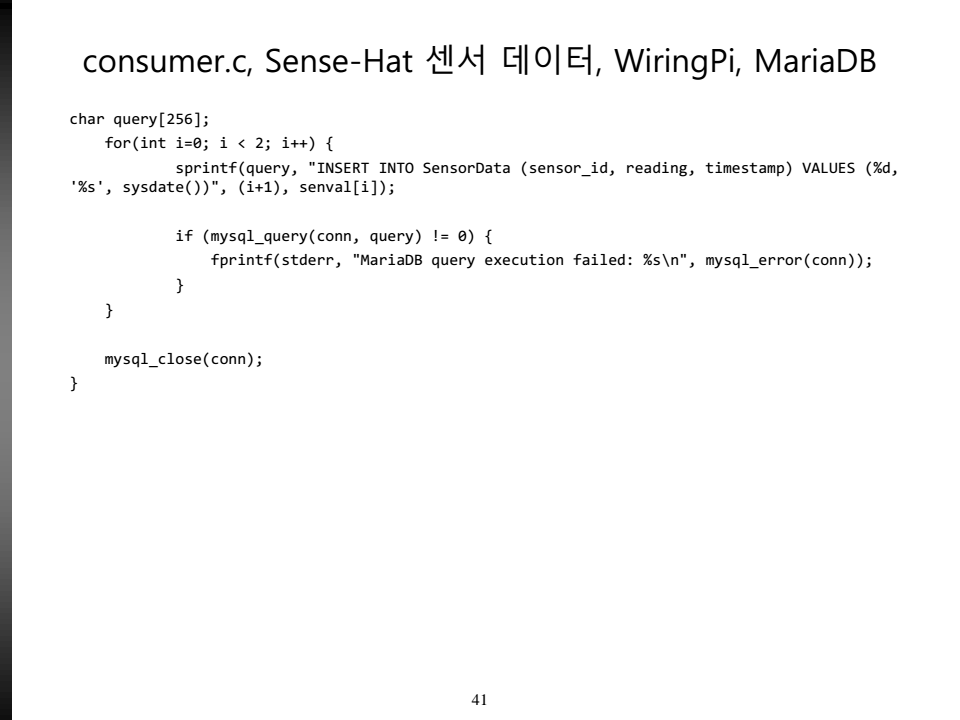 consumer.c, Sense-Hat 센서 데이터, WiringPi, MariaDB
char query[256];
    for(int i=0; i < 2; i++) {
            sprintf(query, "INSERT INTO SensorData (sensor_id, reading, timestamp) VALUES (%d,
'%s', sysdate())", (i+1), senval[i]);
            if (mysql_query(conn, query) != 0) {
                fprintf(stderr, "MariaDB query execution failed: %s\n", mysql_error(conn));
            }
    }
    mysql_close(conn);
}
41